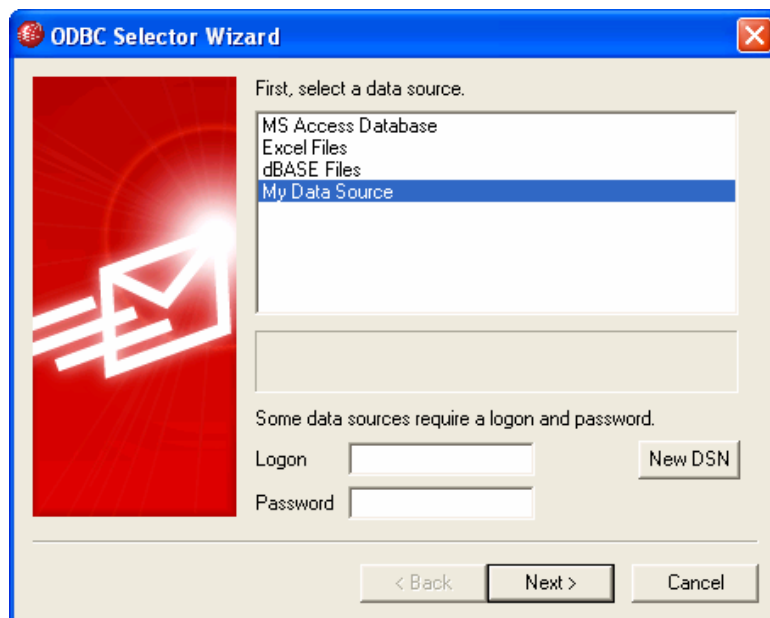 ODBC Selector Wizard
First, select a data source.
MS Access Database
Excel Files
dBASE Files
My Data Source
Some data sources require a logon and password.
Logon
New DSN
Password
< Back
Next >
Cancel